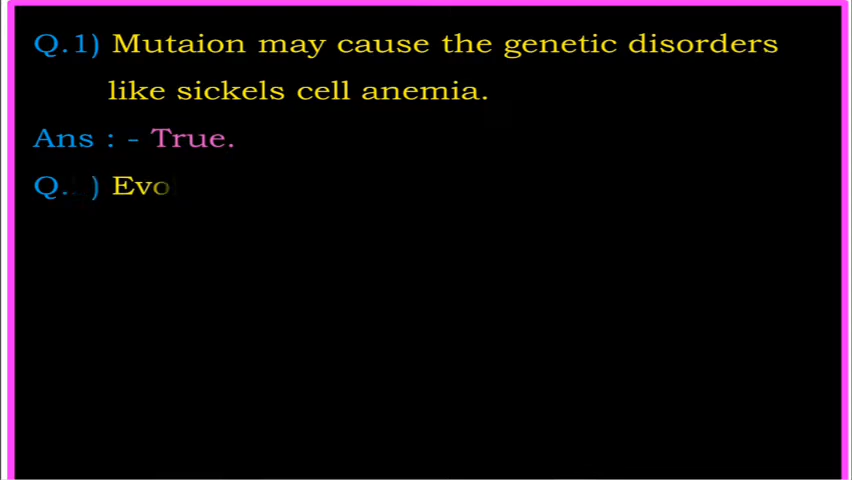 Q.1) Mutaion may cause the genetic disorders
like sickels cell anemia.
Ans : - True.
Q. ) Evo